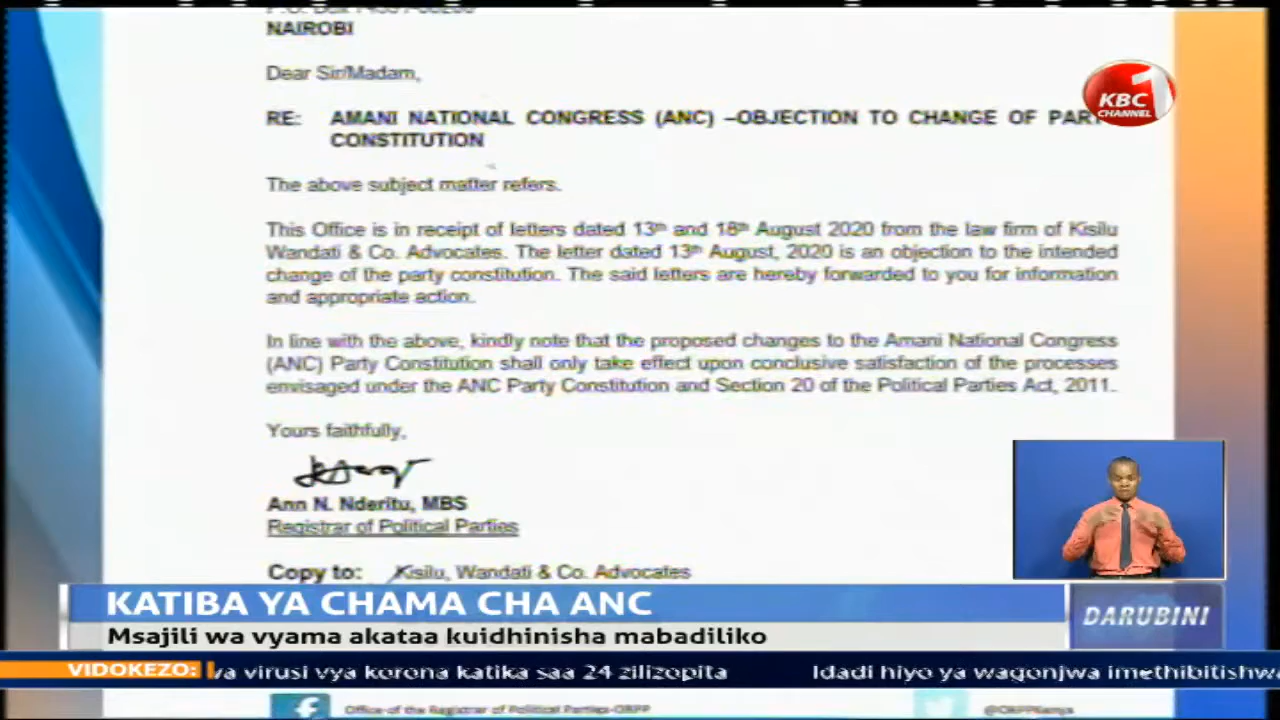 NAIROBI
KBC 1
CHANNEL
Dear Sir/Madam,
RE: AMANI NATIONAL CONGRESS (ANC) –OBJECTION TO CHANGE OF PART
CONSTITUTION
The above subject matter refers.
This Office is in receipt of letters dated 13th and 18th August 2020 from the law firm of Kisilu
Wandati & Co. Advocates. The letter dated 13th August, 2020 is an objection to the intended
change of the party constitution. The said letters are hereby forwarded to you for information
and appropriate action.
In line with the above, kindly note that the proposed changes to the Amani National Congress
(ANC) Party Constitution shall only take effect upon conclusive satisfaction of the processes
envisaged under the ANC Party Constitution and Section 20 of the Political Parties Act, 2011.
Yours faithfully,
Ann N. Nderitu, MBS
Registrar of Political Parties
Copy to: Kisilu, Wandati & Co. Advocates
KATIBA YA CHAMA CHA ANC
DARUBINI
Msajili wa vyama akataa kuidhinisha mabadiliko
VIDOKEZO: virusi vya korona katika saa 24 zilizopita Idadi hiyo ya wagonjwa imethibitishwa
Office of the Registrar of Political Parties-ORPP